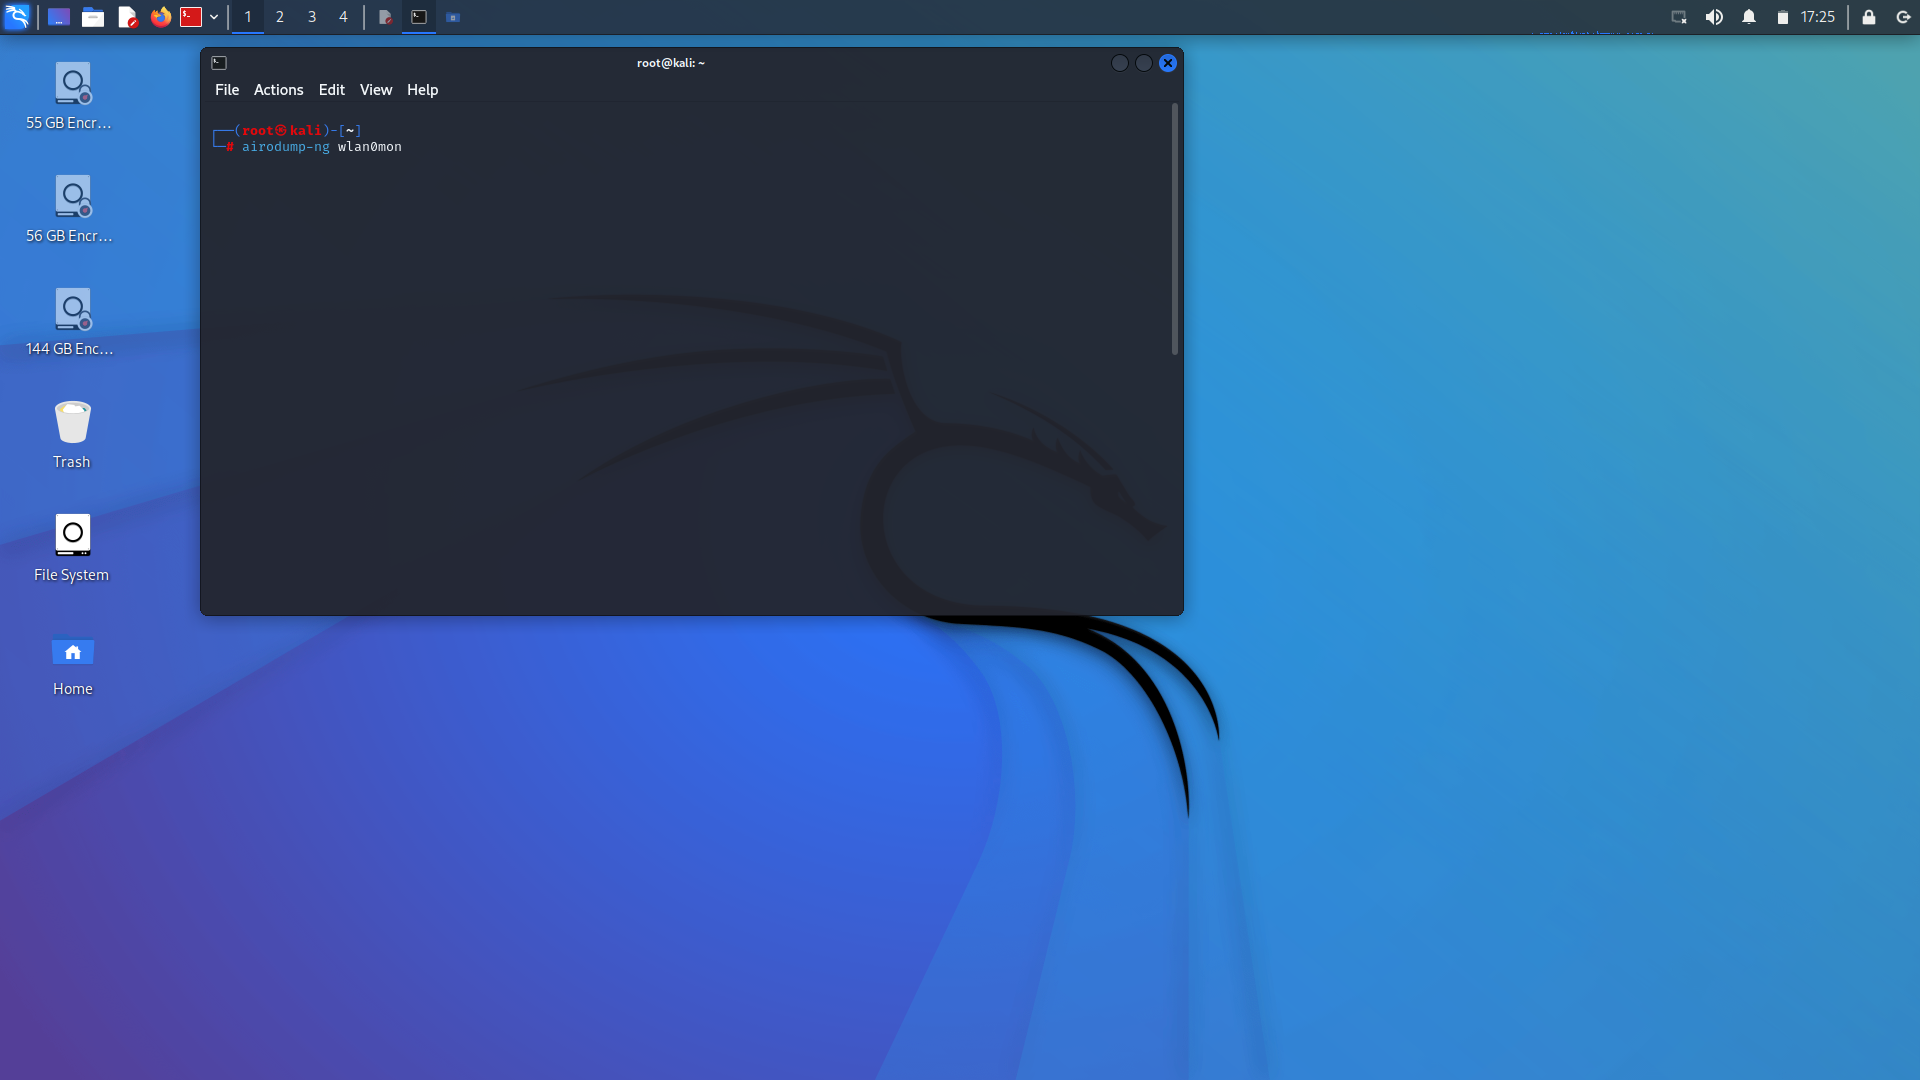 1 2 3 4 17:25
root@kali: ~
File Actions Edit View Help
(root㉿kali)-[~]
# airodump-ng wlan0mon
55 GB Encr...
56 GB Encr...
144 GB Enc...
Trash
File System
Home